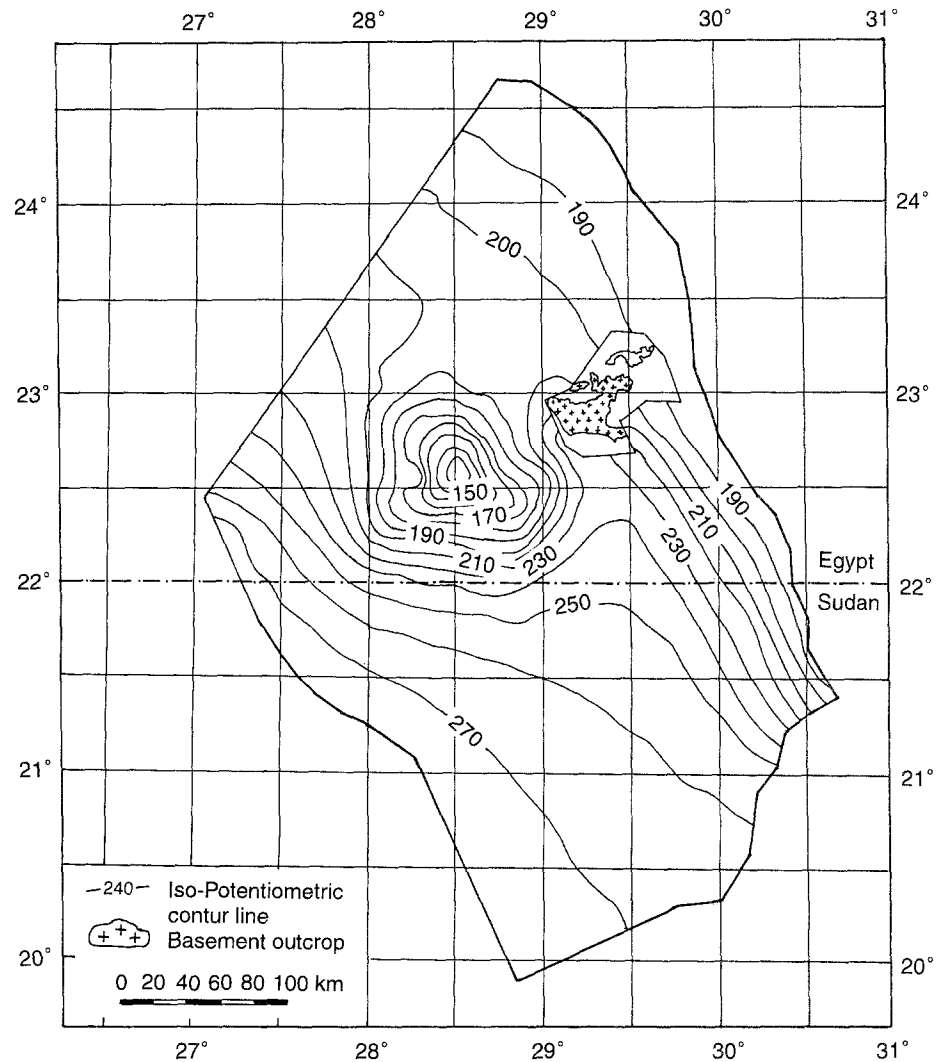 27° 28° 29° 30° 31°
190
24° 24°
200
23° 23°
150
170
190 190
210 210
230 230
Egypt
22° 22°
Sudan
250
270
21° 21°
–240– Iso-Potentiometric
contur line
Basement outcrop
20° 20°
0 20 40 60 80 100 km
27° 28° 29° 30° 31°